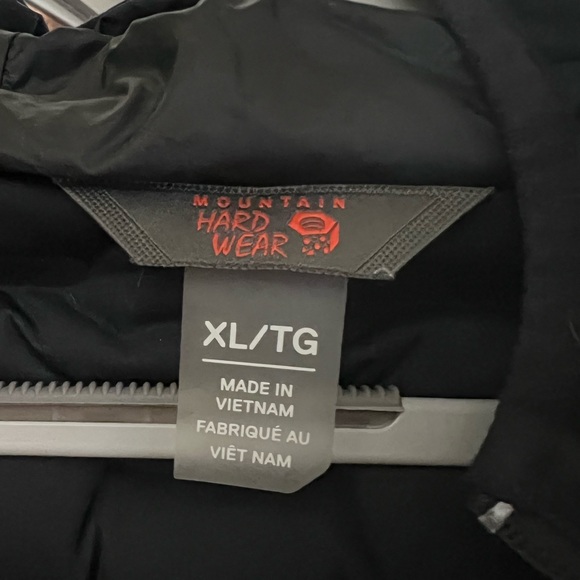 MOUNTAIN
HARD
WEAR
XL/TG
MADE IN
VIETNAM
FABRIQUÉ AU
VIÊT NAM